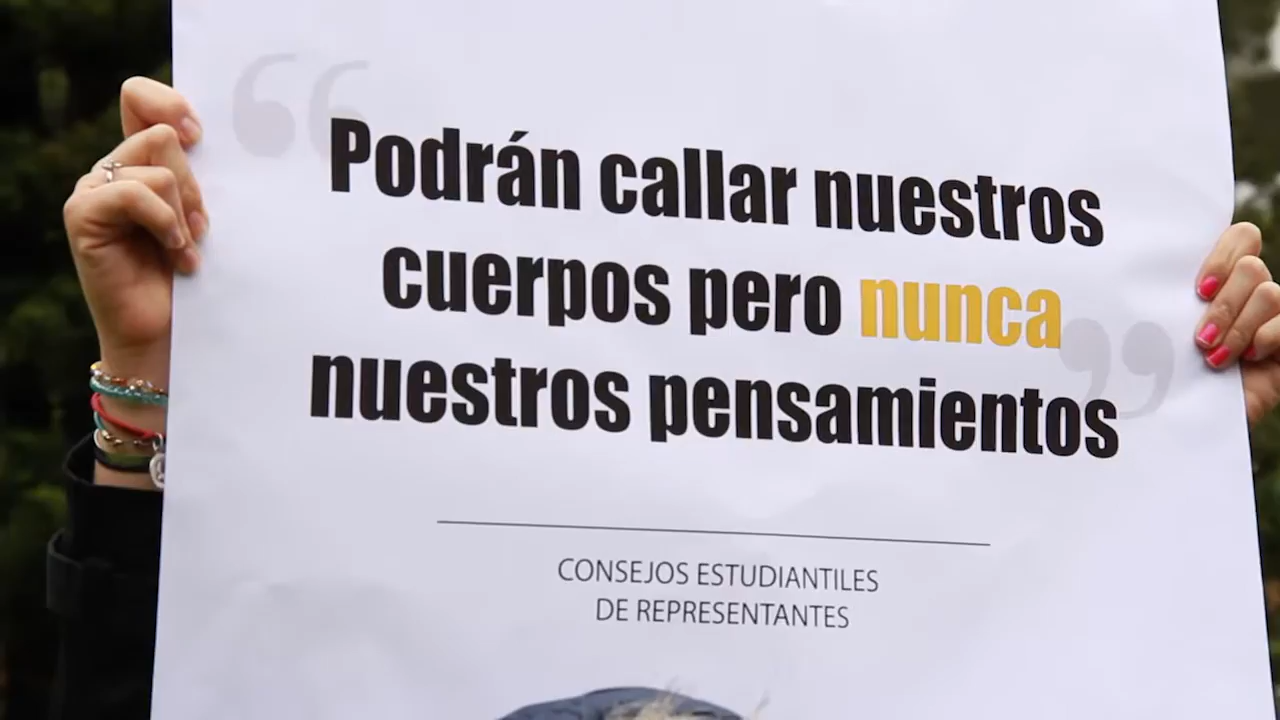 “Podrán callar nuestros
cuerpos pero nunca
nuestros pensamientos”
CONSEJOS ESTUDIANTILES
DE REPRESENTANTES